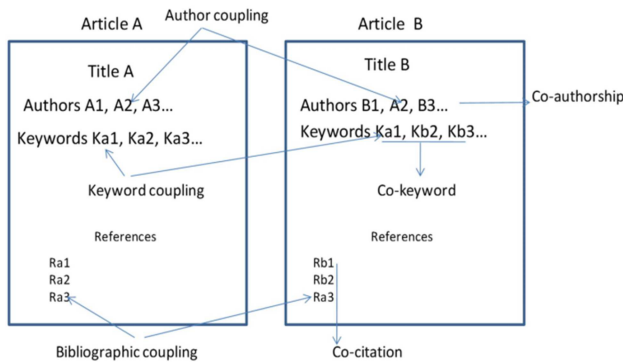 Author coupling
Article A
Article B
Title A
Title B
Authors A1, A2, A3...
Authors B1, A2, B3...
Co-authorship
Keywords Ka1, Ka2, Ka3...
Keywords Ka1, Kb2, Kb3...
Keyword coupling
Co-keyword
References
References
Ra1
Ra2
Ra3
Rb1
Rb2
Ra3
Bibliographic coupling
Co-citation